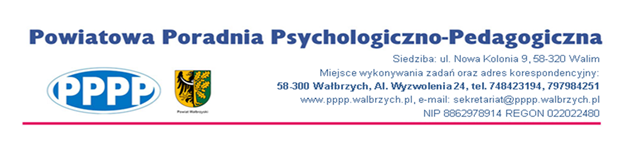 Powiatowa Poradnia Psychologiczno-Pedagogiczna
Siedziba: ul. Nowa Kolonia 9, 58-320 Walim
Miejsce wykonywania zadań oraz adres korespondencyjny:
58-300 Wałbrzych, Al. Wyzwolenia 24, tel. 748423194, 797984251
www.pppp.walbrzych.pl, e-mail: sekretariat@pppp.walbrzych.pl
NIP 8862978914 REGON 022022480
PPPP
Powiat Wałbrzych